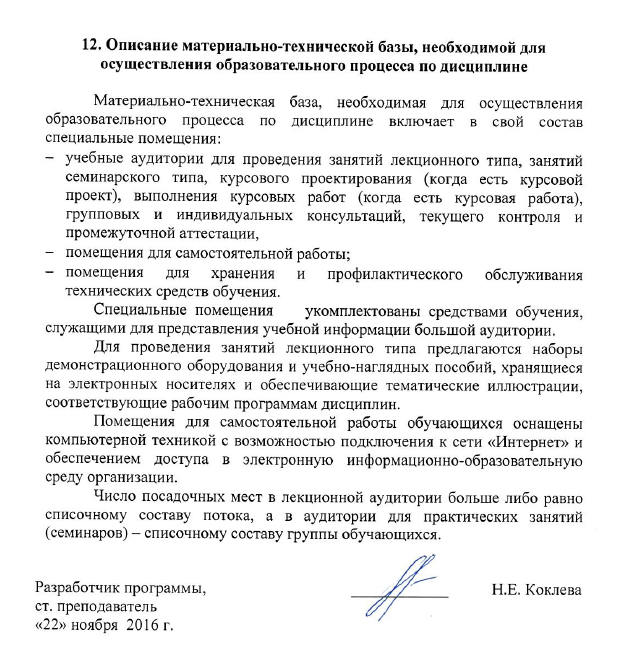 12. Описание материально-технической базы, необходимой для
осуществления образовательного процесса по дисциплине
Материально-техническая база, необходимая для осуществления
образовательного процесса по дисциплине включает в свой состав
специальные помещения:
– учебные аудитории для проведения занятий лекционного типа, занятий
семинарского типа, курсового проектирования (когда есть курсовой
проект), выполнения курсовых работ (когда есть курсовая работа),
групповых и индивидуальных консультаций, текущего контроля и
промежуточной аттестации,
– помещения для самостоятельной работы;
– помещения для хранения и профилактического обслуживания
технических средств обучения.
Специальные помещения укомплектованы средствами обучения,
служащими для представления учебной информации большой аудитории.
Для проведения занятий лекционного типа предлагаются наборы
демонстрационного оборудования и учебно-наглядных пособий, хранящиеся
на электронных носителях и обеспечивающие тематические иллюстрации,
соответствующие рабочим программам дисциплин.
Помещения для самостоятельной работы обучающихся оснащены
компьютерной техникой с возможностью подключения к сети «Интернет» и
обеспечением доступа в электронную информационно-образовательную
среду организации.
Число посадочных мест в лекционной аудитории больше либо равно
списочному составу потока, а в аудитории для практических занятий
(семинаров) – списочному составу группы обучающихся.
Разработчик программы,
ст. преподаватель
«22» ноября 2016 г.
Н.Е. Коклева